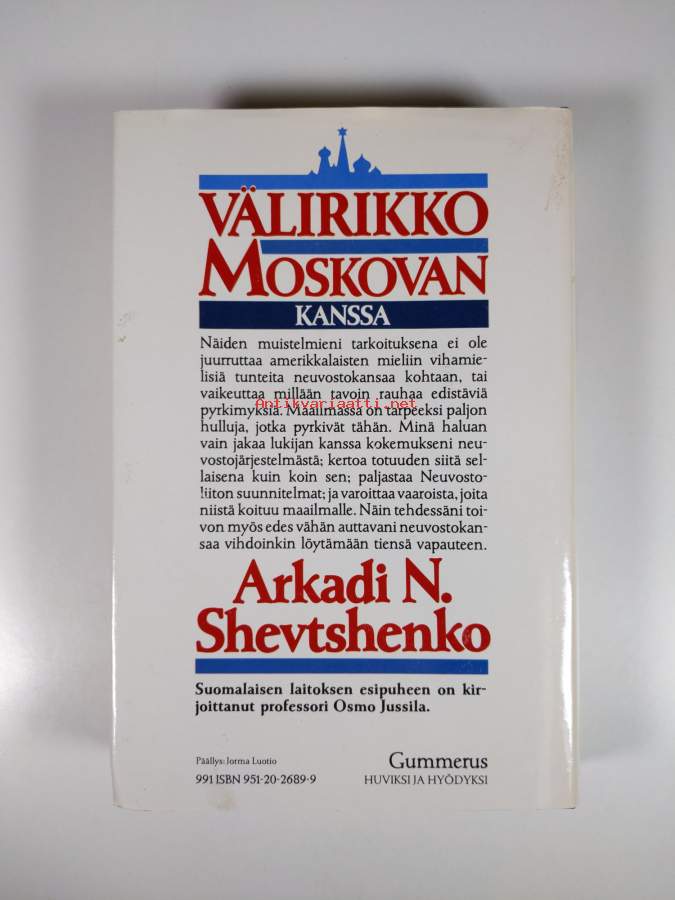 VÄLIRIKKO
MOSKOVAN
KANSSA
Näiden muistelmieni tarkoituksena ei ole
juurruttaa amerikkalaisten mieliin vihamie-
lisiä tunteita neuvostokansaa kohtaan, tai
vaikeuttaa millään tavoin rauhaa edistäviä
Antikvariaatti.net
pyrkimyksiä. Maailmassa on tarpeeksi paljon
hulluja, jotka pyrkivät tähän. Minä haluan
vain jakaa lukijan kanssa kokemukseni neu-
vostojärjestelmästä; kertoa totuuden siitä sel-
laisena kuin koin sen; paljastaa Neuvosto-
liiton suunnitelmat; ja varoittaa vaaroista, joita
niistä koituu maailmalle. Näin tehdessäni toi-
von myös edes vähän auttavani neuvostokan-
saa vihdoinkin löytämään tiensä vapauteen.
Arkadi N.
Shevtshenko
Suomalaisen laitoksen esipuheen on kir-
joittanut professori Osmo Jussila.
Päällys: Jorma Luotio
991 ISBN 951-20-2689-9
Gummerus
HUVIKSI JA HYÖDYKSI